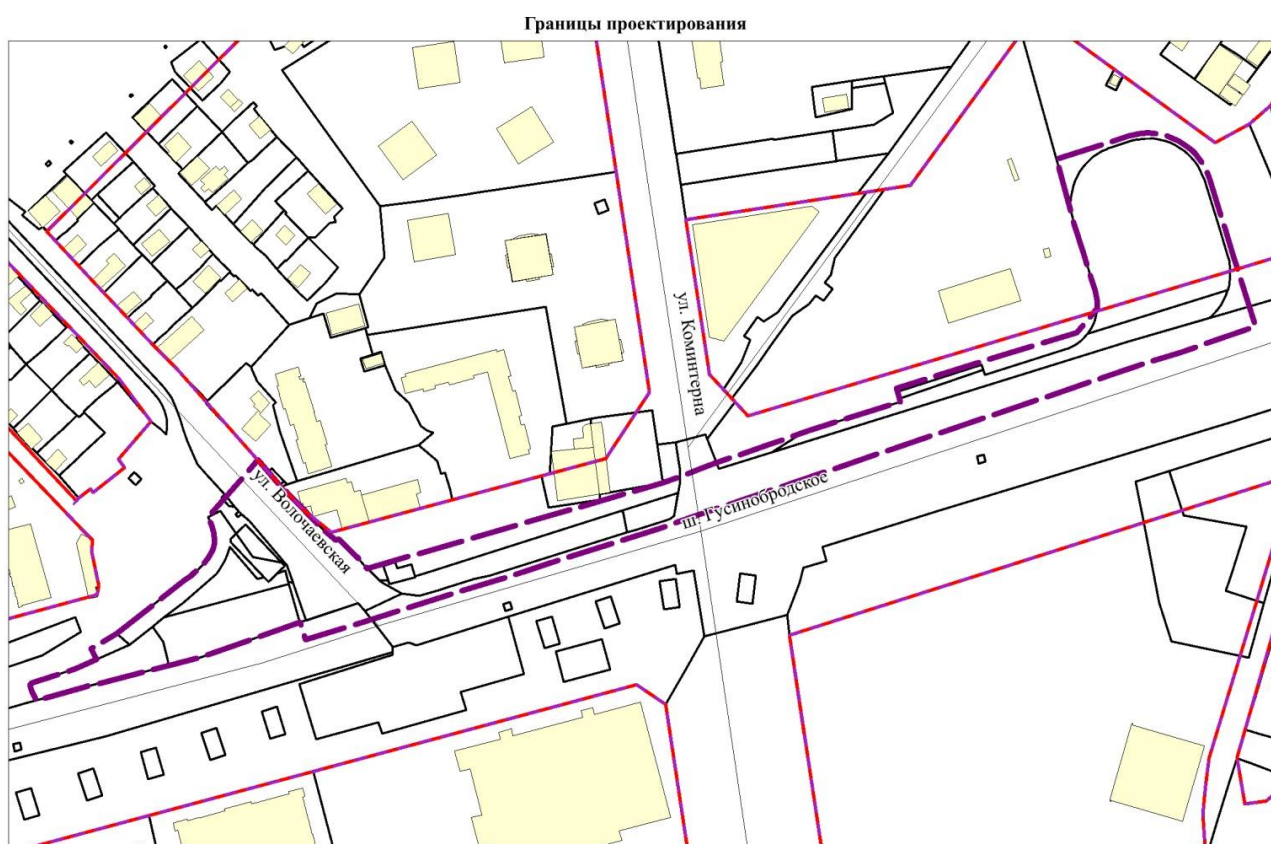 Границы проектирования
ул. Коминтерна
ул. Волочаевская
ш. Гусинобродское